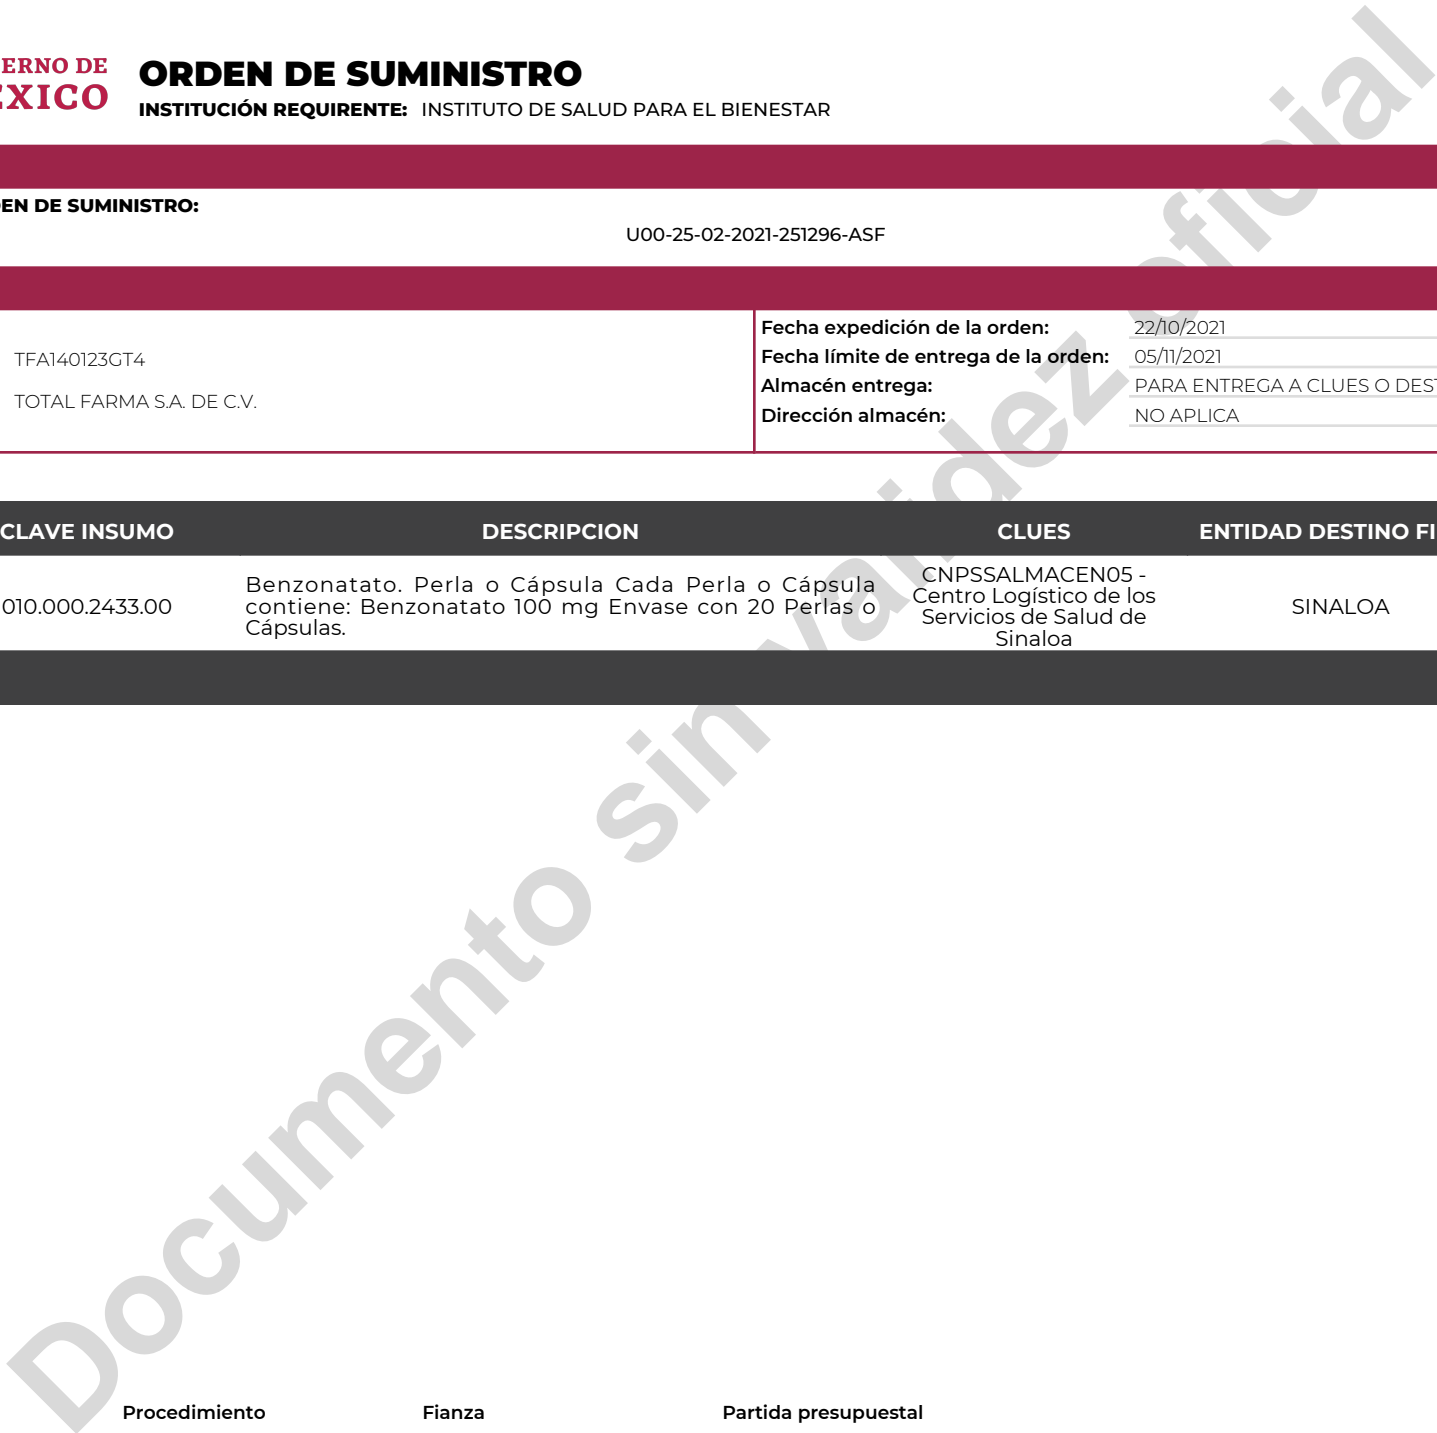 ERNO DE
ÉXICO
ORDEN DE SUMINISTRO
INSTITUCIÓN REQUIRENTE: INSTITUTO DE SALUD PARA EL BIENESTAR
EN DE SUMINISTRO:
U00-25-02-2021-251296-ASF
TFA140123GT4
TOTAL FARMA S.A. DE C.V.
Fecha expedición de la orden: 22/10/2021
Fecha límite de entrega de la orden: 05/11/2021
Almacén entrega: PARA ENTREGA A CLUES O DEST
Dirección almacén: NO APLICA
CLAVE INSUMO DESCRIPCION CLUES ENTIDAD DESTINO FI
010.000.2433.00
Benzonatato. Perla o Cápsula Cada Perla o Cápsula
contiene: Benzonatato 100 mg Envase con 20 Perlas o
Cápsulas.
CNPSSALMACEN05 -
Centro Logístico de los
Servicios de Salud de
Sinaloa
SINALOA
Documento sin validez oficial
Procedimiento Fianza Partida presupuestal